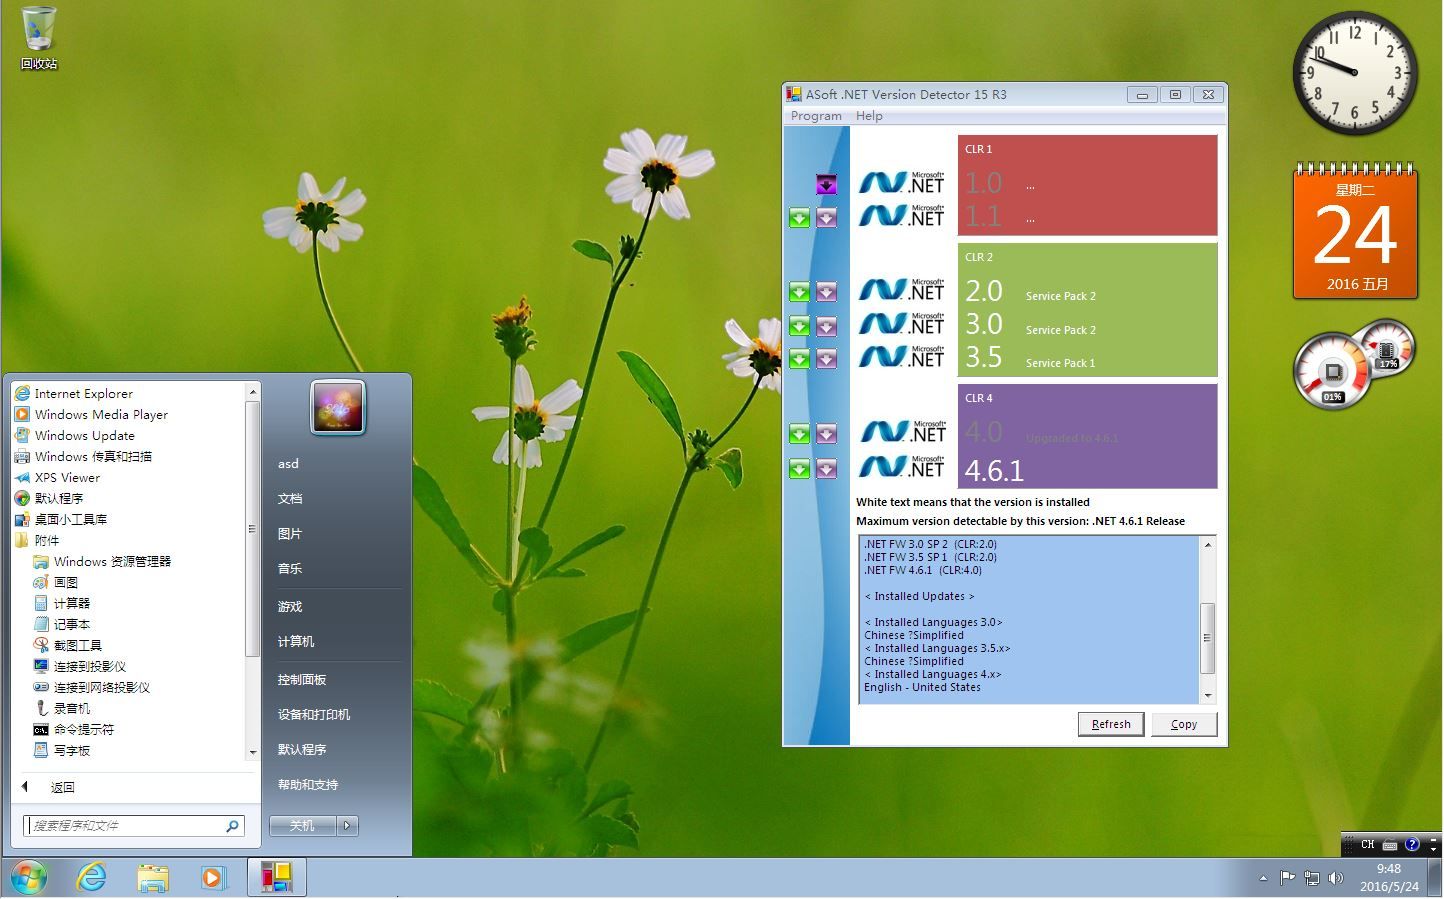 回收站
ASoft .NET Version Detector 15 R3
Program Help
CLR 1
Microsoft .NET 1.0 ...
Microsoft .NET 1.1 ...
CLR 2
Microsoft .NET 2.0 Service Pack 2
Microsoft .NET 3.0 Service Pack 2
Microsoft .NET 3.5 Service Pack 1
CLR 4
Microsoft .NET 4.0 Upgraded to 4.6.1
Microsoft .NET 4.6.1
White text means that the version is installed
Maximum version detectable by this version: .NET 4.6.1 Release
.NET FW 3.0 SP 2 (CLR:2.0)
.NET FW 3.5 SP 1 (CLR:2.0)
.NET FW 4.6.1 (CLR:4.0)
< Installed Updates >
< Installed Languages 3.0>
Chinese ?Simplified
< Installed Languages 3.5.x>
Chinese ?Simplified
< Installed Languages 4.x>
English - United States
Refresh Copy
12
1
2
3
4
5
6
7
8
9
10
11
星期二
24
2016 五月
17%
01%
Internet Explorer
Windows Media Player
Windows Update
Windows 传真和扫描
XPS Viewer
默认程序
桌面小工具库
附件
Windows 资源管理器
画图
计算器
记事本
截图工具
连接到投影仪
连接到网络投影仪
录音机
命令提示符
写字板
返回
搜索程序和文件
asd
文档
图片
音乐
游戏
计算机
控制面板
设备和打印机
默认程序
帮助和支持
关机
CH
9:48
2016/5/24